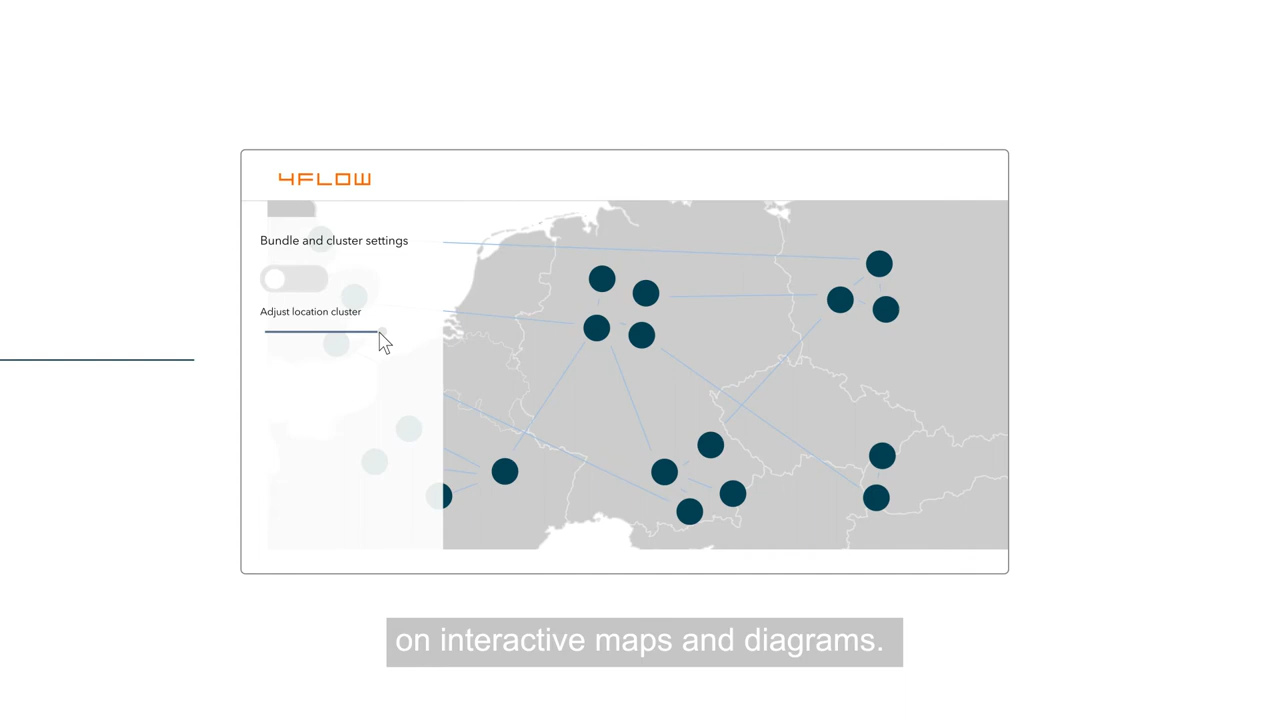 4FLOW
Bundle and cluster settings
Adjust location cluster
on interactive maps and diagrams.